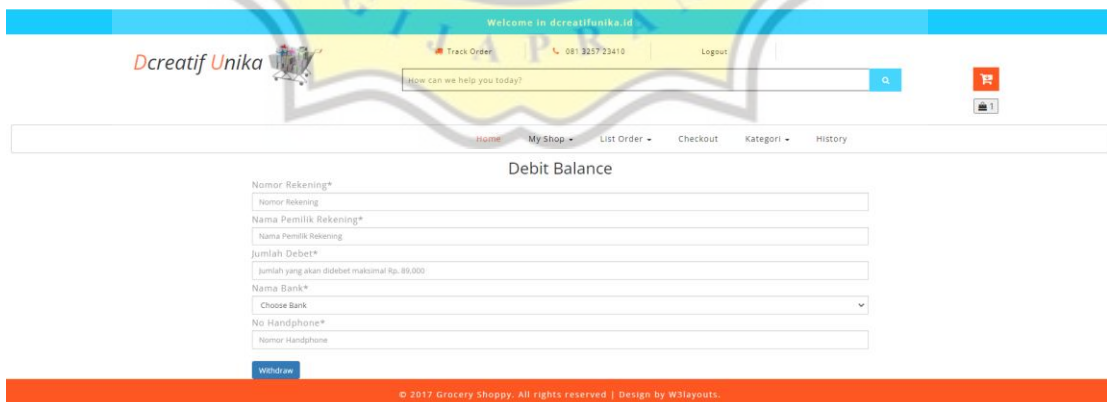 Welcome in dcreatifunika.id
Dcreatif Unika
Track Order 081 3257 23410 Logout
How can we help you today?
1
Home My Shop List Order Checkout Kategori History
Debit Balance
Nomor Rekening*
Nomor Rekening
Nama Pemilik Rekening*
Nama Pemilik Rekening
Jumlah Debet*
Jumlah yang akan didebet maksimal Rp. 89.000
Nama Bank*
Choose Bank
No Handphone*
Nomor Handphone
Withdraw
© 2017 Grocery Shoppy. All rights reserved | Design by W3layouts.
GIJAPRA